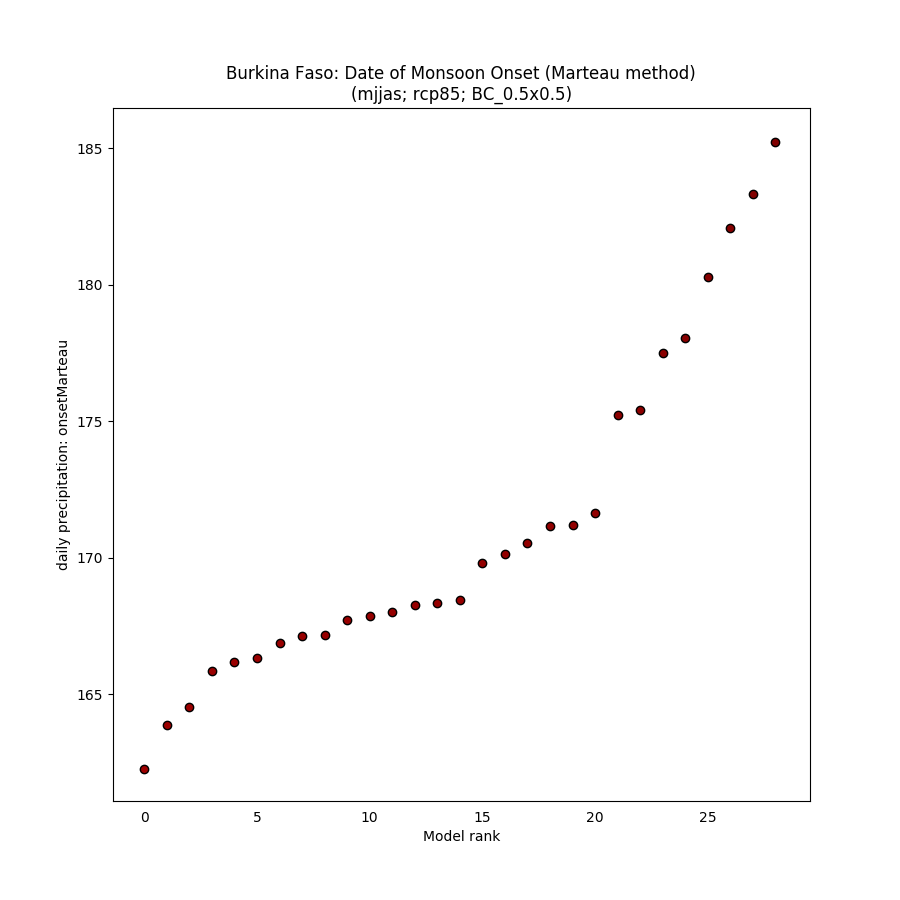 Burkina Faso: Date of Monsoon Onset (Marteau method)
(mjjas; rcp85; BC_0.5x0.5)
daily precipitation: onsetMarteau
185
180
175
170
165
0 5 10 15 20 25
Model rank